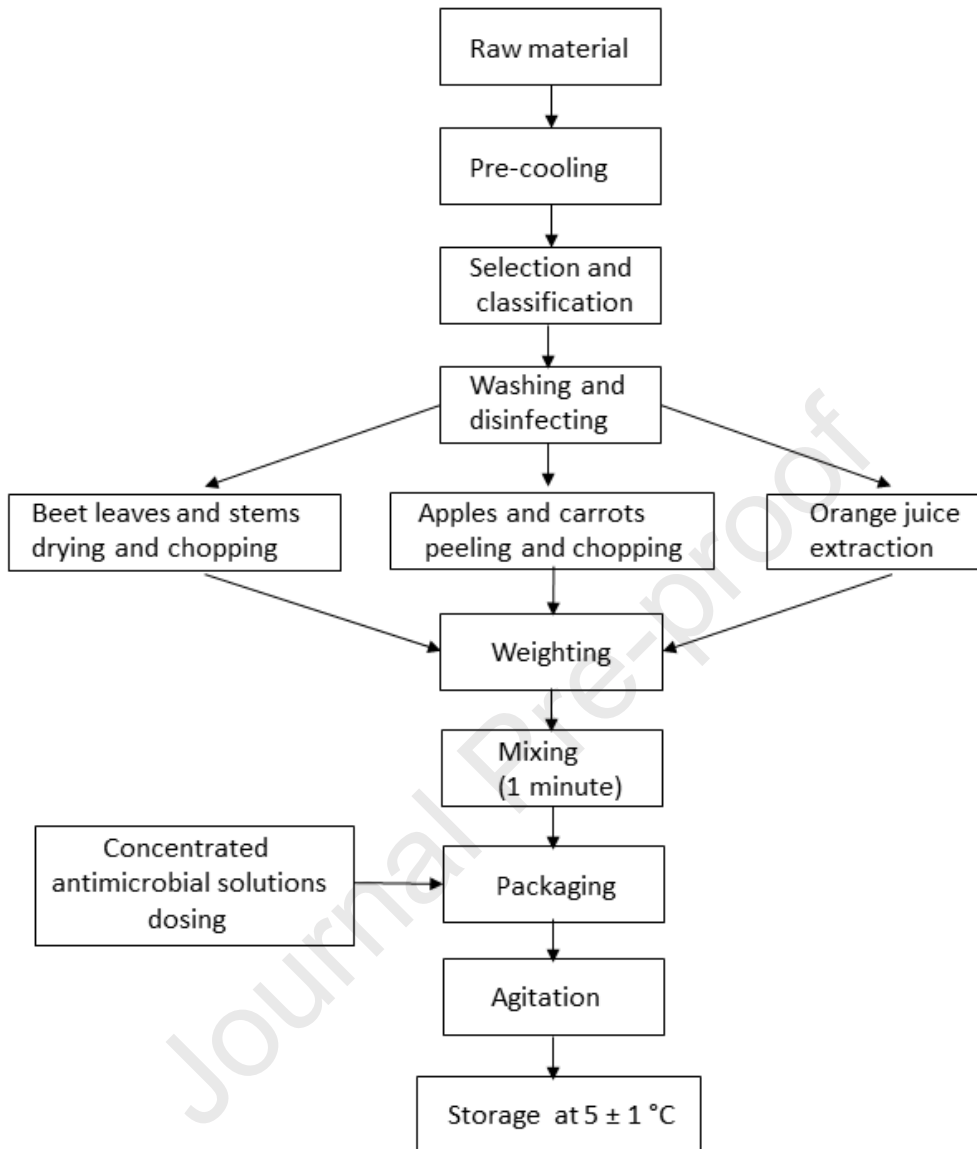 Raw material
Pre-cooling
Selection and
classification
Washing and
disinfecting
Beet leaves and stems
drying and chopping
Apples and carrots
peeling and chopping
Orange juice
extraction
Weighting
Mixing
(1 minute)
Concentrated
antimicrobial solutions
dosing
Packaging
Agitation
Storage at 5 ± 1 °C
Journal Pre-proof